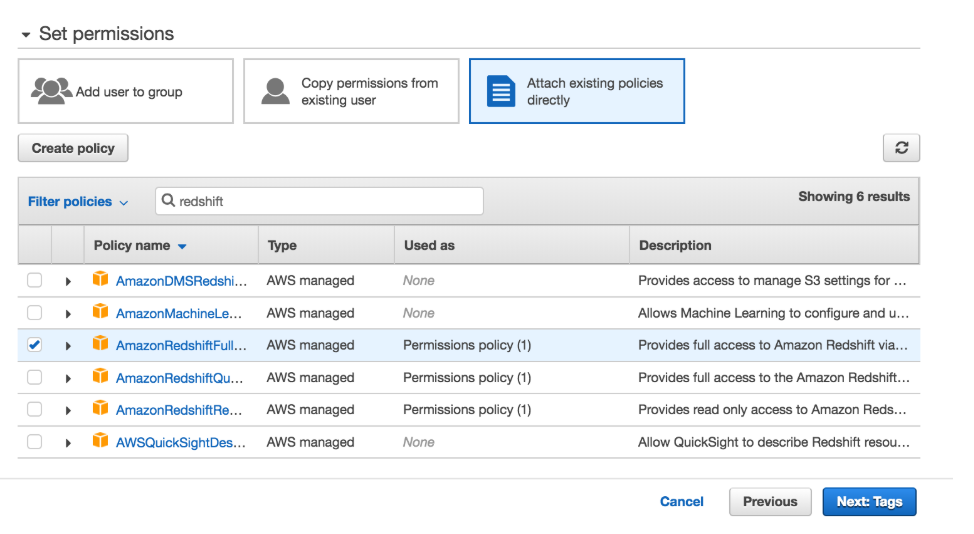 Set permissions
Add user to group
Copy permissions from
existing user
Attach existing policies
directly
Create policy
Filter policies
redshift
Showing 6 results
Policy name Type Used as Description
AmazonDMSRedshi... AWS managed None Provides access to manage S3 settings for ...
AmazonMachineLe... AWS managed None Allows Machine Learning to configure and u...
AmazonRedshiftFull... AWS managed Permissions policy (1) Provides full access to Amazon Redshift via...
AmazonRedshiftQu... AWS managed Permissions policy (1) Provides full access to the Amazon Redshift...
AmazonRedshiftRe... AWS managed Permissions policy (1) Provides read only access to Amazon Reds...
AWSQuickSightDes... AWS managed None Allow QuickSight to describe Redshift resou...
Cancel Previous Next: Tags